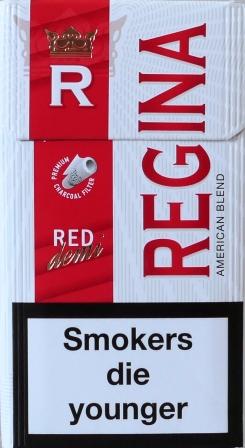 R
REGINA
AMERICAN BLEND
PREMIUM
CHARCOAL FILTER
RED
demi
Smokers
die
younger